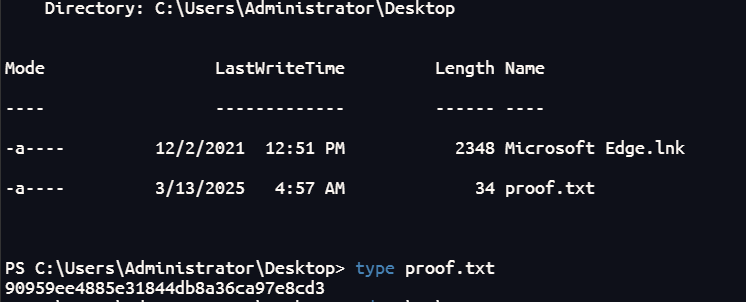 Directory: C:\Users\Administrator\Desktop
Mode LastWriteTime Length Name
---- ------------- ------ ----
-a---- 12/2/2021 12:51 PM 2348 Microsoft Edge.lnk
-a---- 3/13/2025 4:57 AM 34 proof.txt
PS C:\Users\Administrator\Desktop> type proof.txt
90959ee4885e31844db8a36ca97e8cd3